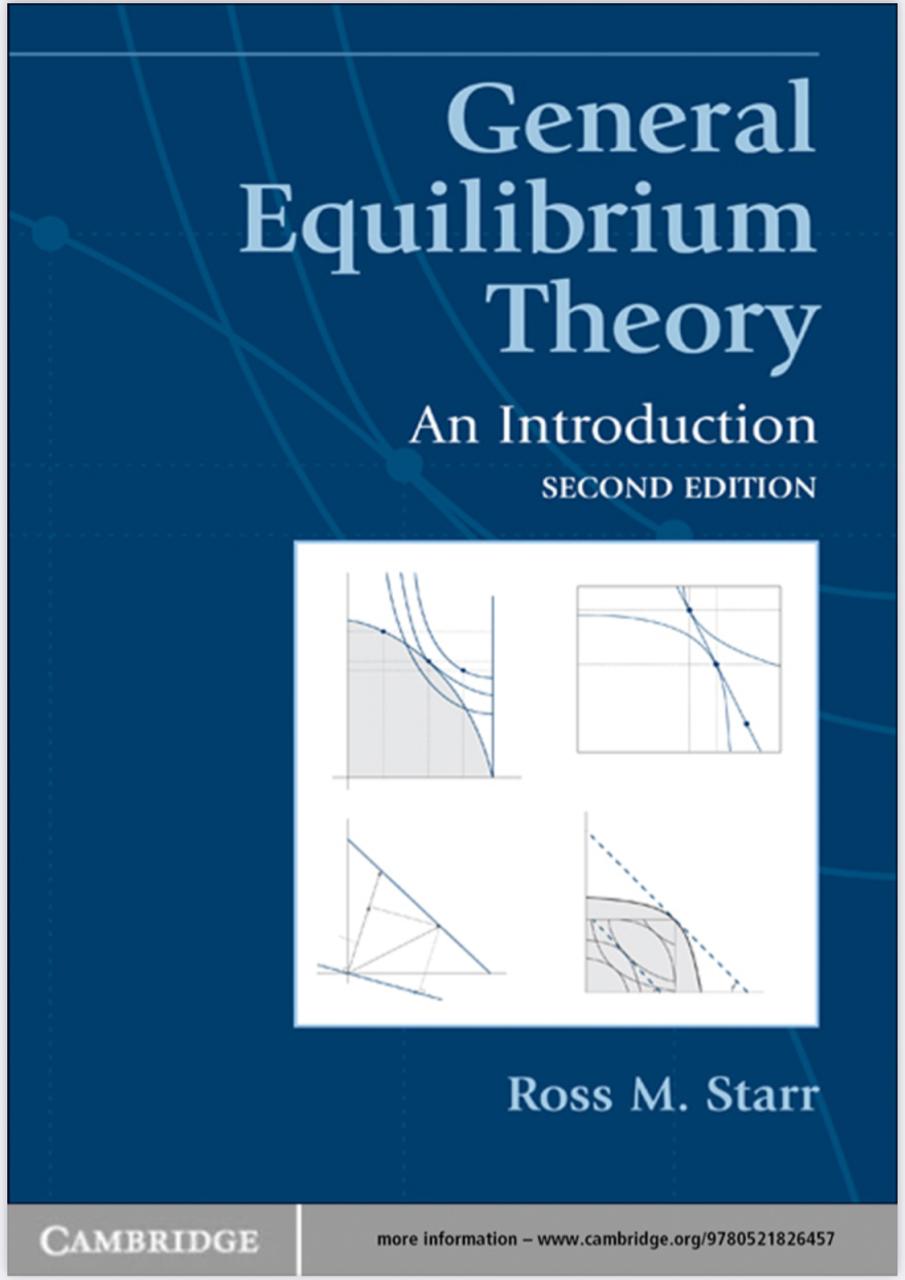 General
Equilibrium
Theory
An Introduction
SECOND EDITION
Ross M. Starr
CAMBRIDGE
more information – www.cambridge.org/9780521826457